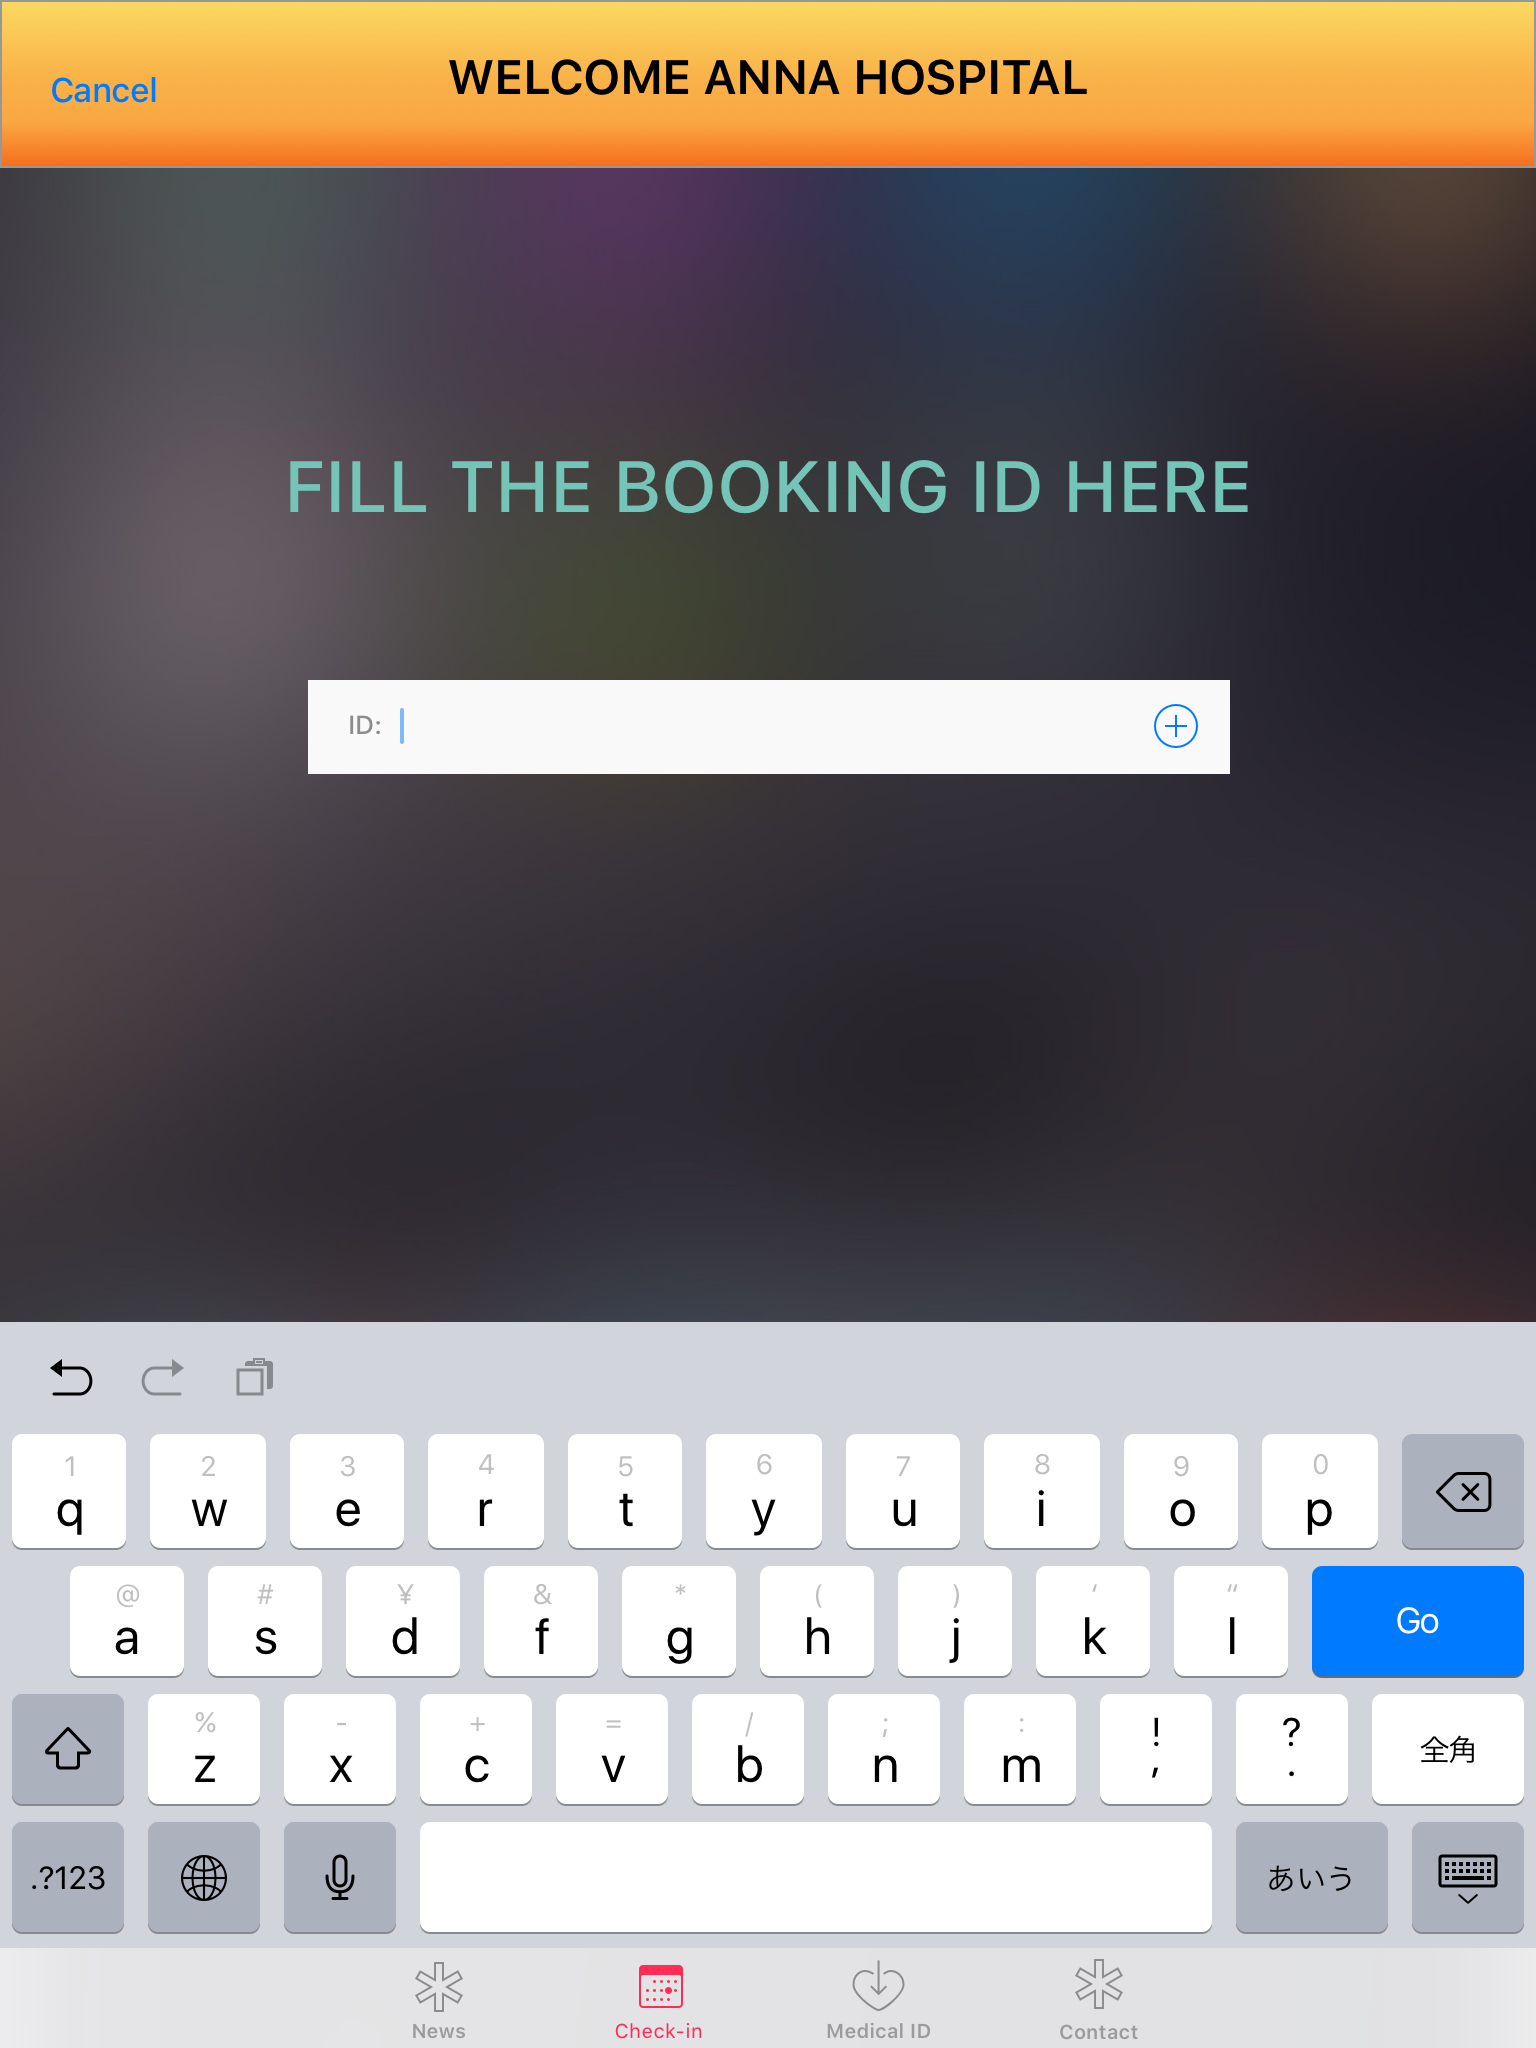 Cancel
WELCOME ANNA HOSPITAL
FILL THE BOOKING ID HERE
ID:
1 2 3 4 5 6 7 8 9 0
q w e r t y u i o p
@ # ¥ & * ( ) ‘ “
a s d f g h j k l
Go
% - + = / ; : ! ?
z x c v b n m , .
全角
.?123
あいう
News
Check-in
Medical ID
Contact